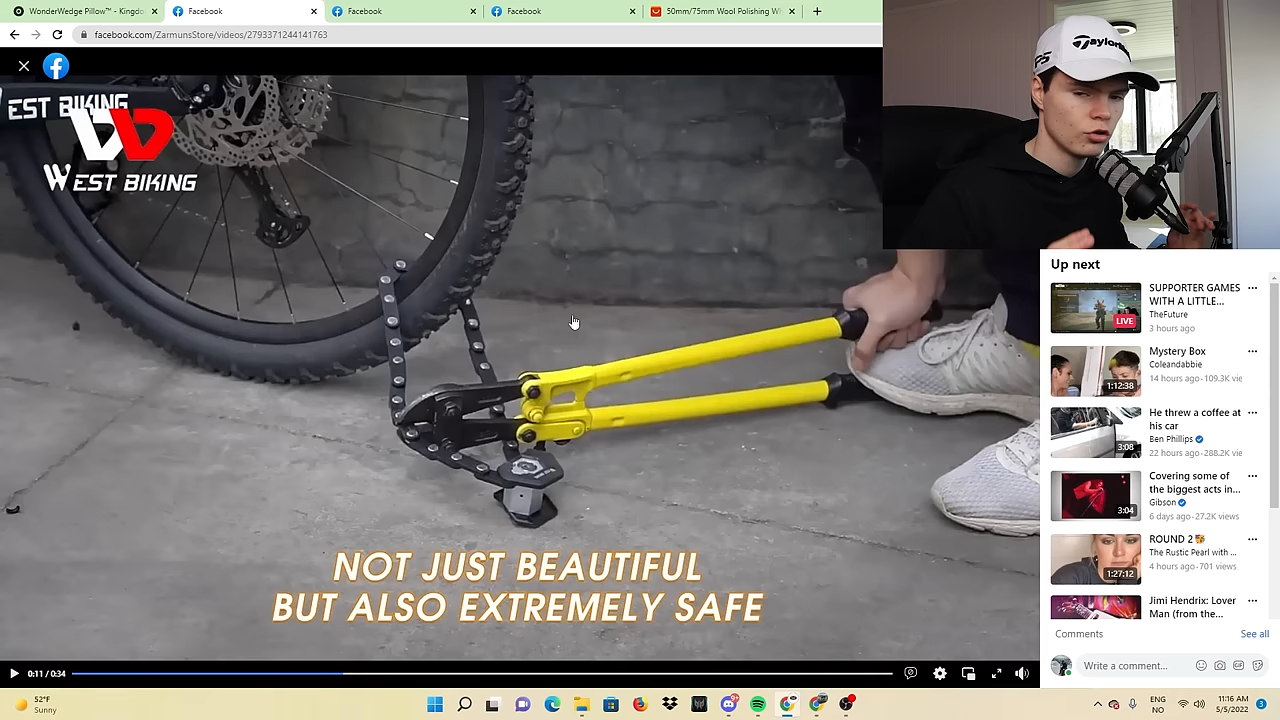 WonderWedge Pillow™ - Kingdo
Facebook
Facebook
Facebook
50mm/75mm Wool Polishing W
facebook.com/ZarmunsStore/videos/2793371244141763
EST BIKING
WEST BIKING
NOT JUST BEAUTIFUL
BUT ALSO EXTREMELY SAFE
0:11 / 0:34
Up next
SUPPORTER GAMES
WITH A LITTLE...
TheFuture
3 hours ago
LIVE
Mystery Box
Coleandabbie
14 hours ago · 109.3K vie
1:12:38
He threw a coffee at
his car
Ben Phillips
22 hours ago · 288.2K vi
3:08
Covering some of
the biggest acts in...
Gibson
6 days ago · 27.2K views
3:04
ROUND 2
The Rustic Pearl with ...
4 hours ago · 701 views
1:27:12
Jimi Hendrix: Lover
Man (from the...
Comments
See all
Write a comment...
52°F
Sunny
ENG
NO
11:16 AM
5/5/2022
3